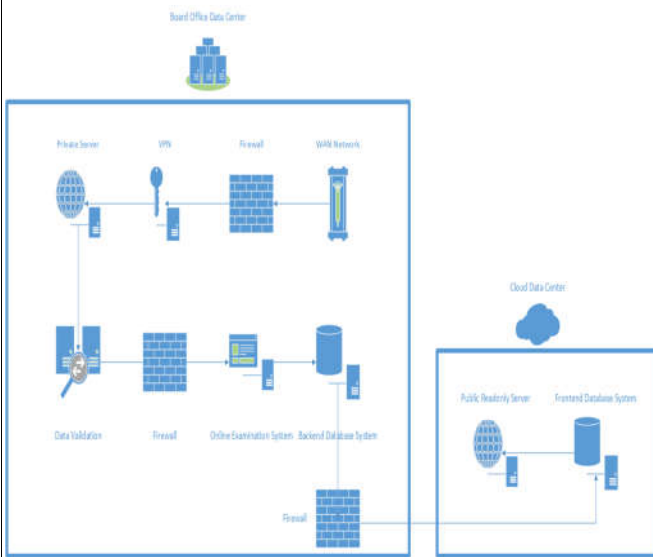 Board Office Data Center
Private Server
VPN
Firewall
WAN Network
Cloud Data Center
Public Readonly Server
Frontend Database System
Data Validation
Firewall
Online Examination System
Backend Database System
Firewall